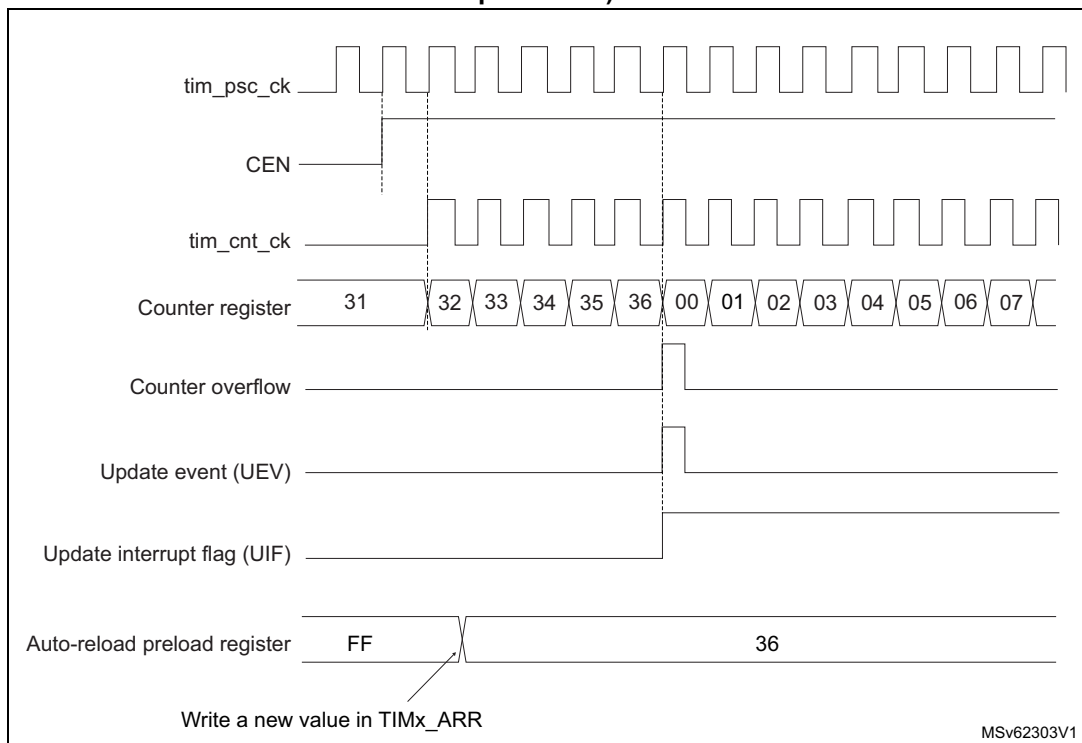 tim_psc_ck
CEN
tim_cnt_ck
Counter register 31 32 33 34 35 36 00 01 02 03 04 05 06 07
Counter overflow
Update event (UEV)
Update interrupt flag (UIF)
Auto-reload preload register FF 36
Write a new value in TIMx_ARR
MSv62303V1